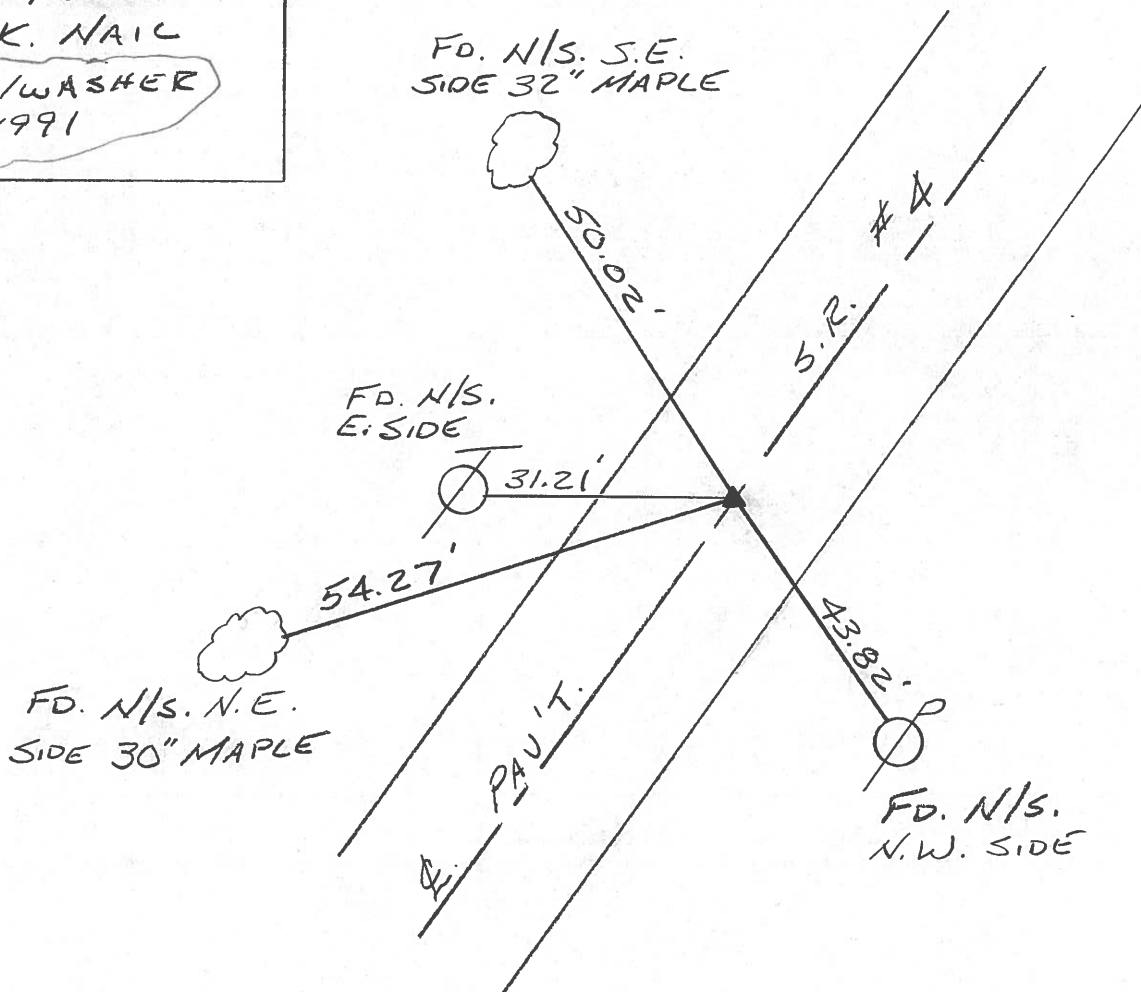 K. NAIL
/WASHER
1991
FD. N/S. S.E.
SIDE 32" MAPLE
50.02'
S.R. # 4
FD. N/S.
E. SIDE
31.21'
54.27'
FD. N/S. N.E.
SIDE 30" MAPLE
43.82'
℄. PAV'T.
FD. N/S.
N.W. SIDE